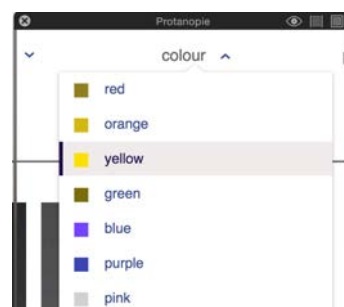 Protanopie
colour
red
orange
yellow
green
blue
purple
pink